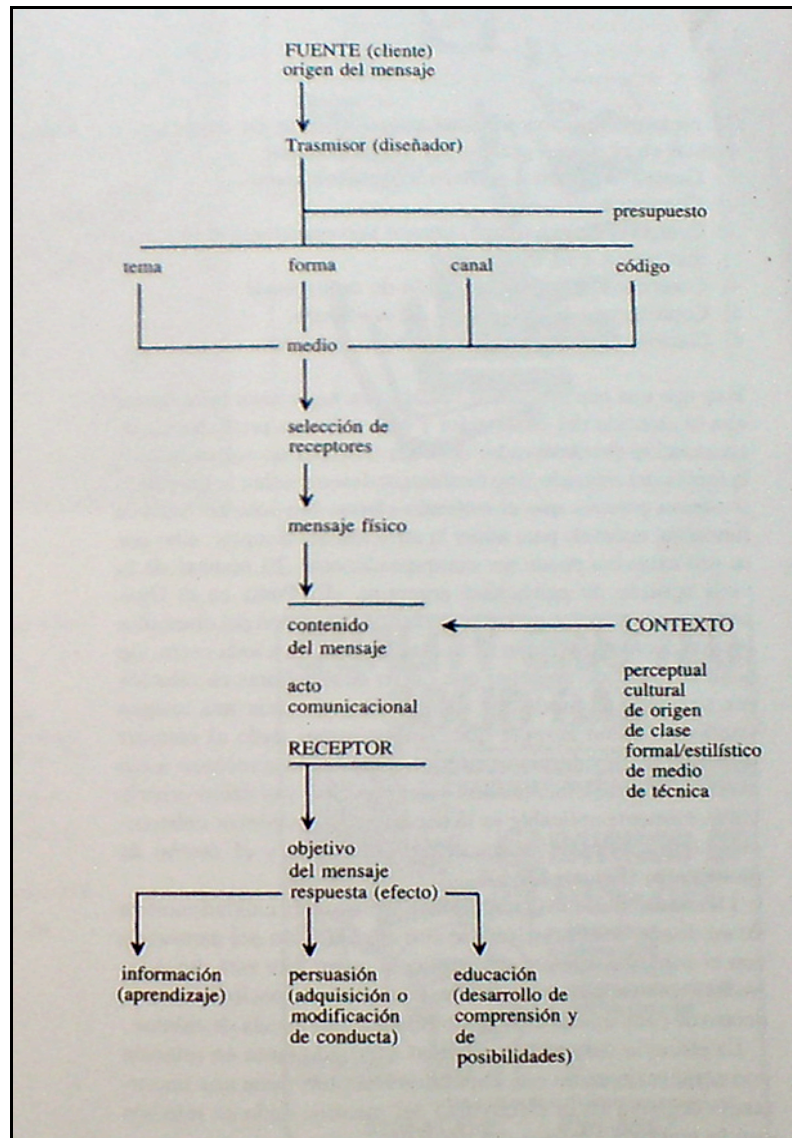 FUENTE (cliente)
origen del mensaje
Trasmisor (diseñador)
presupuesto
tema forma canal código
medio
selección de
receptores
mensaje físico
contenido
del mensaje
acto
comunicacional
RECEPTOR
CONTEXTO
perceptual
cultural
de origen
de clase
formal/estilístico
de medio
de técnica
objetivo
del mensaje
respuesta (efecto)
información
(aprendizaje)
persuasión
(adquisición o
modificación
de conducta)
educación
(desarrollo de
comprensión y
de
posibilidades)